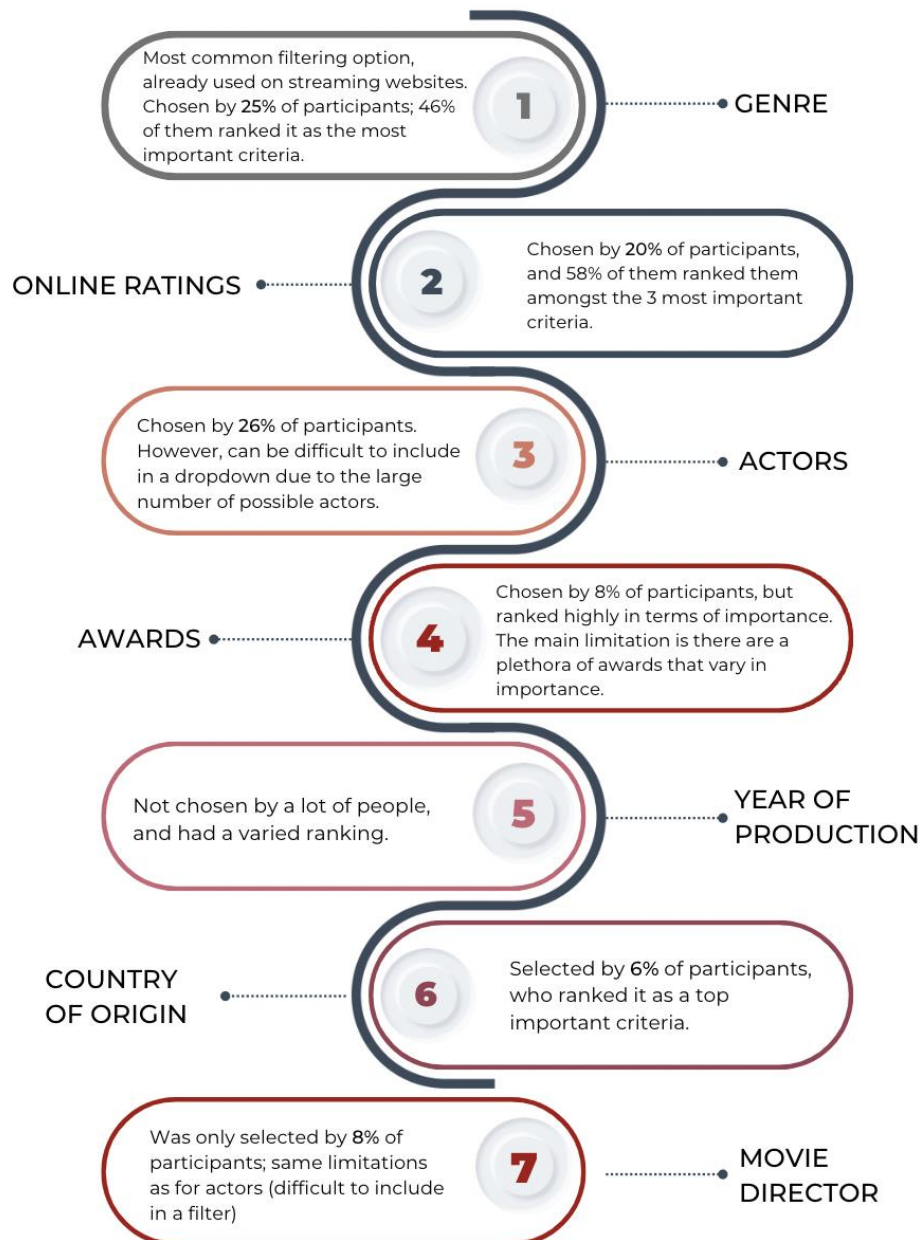 Most common filtering option,
already used on streaming websites.
Chosen by 25% of participants; 46%
of them ranked it as the most
important criteria.
1
GENRE
ONLINE RATINGS
2
Chosen by 20% of participants,
and 58% of them ranked them
amongst the 3 most important
criteria.
Chosen by 26% of participants.
However, can be difficult to include
in a dropdown due to the large
number of possible actors.
3
ACTORS
AWARDS
4
Chosen by 8% of participants, but
ranked highly in terms of importance.
The main limitation is there are a
plethora of awards that vary in
importance.
Not chosen by a lot of people,
and had a varied ranking.
5
YEAR OF
PRODUCTION
COUNTRY
OF ORIGIN
6
Selected by 6% of participants,
who ranked it as a top
important criteria.
Was only selected by 8% of
participants; same limitations
as for actors (difficult to include
in a filter)
7
MOVIE
DIRECTOR